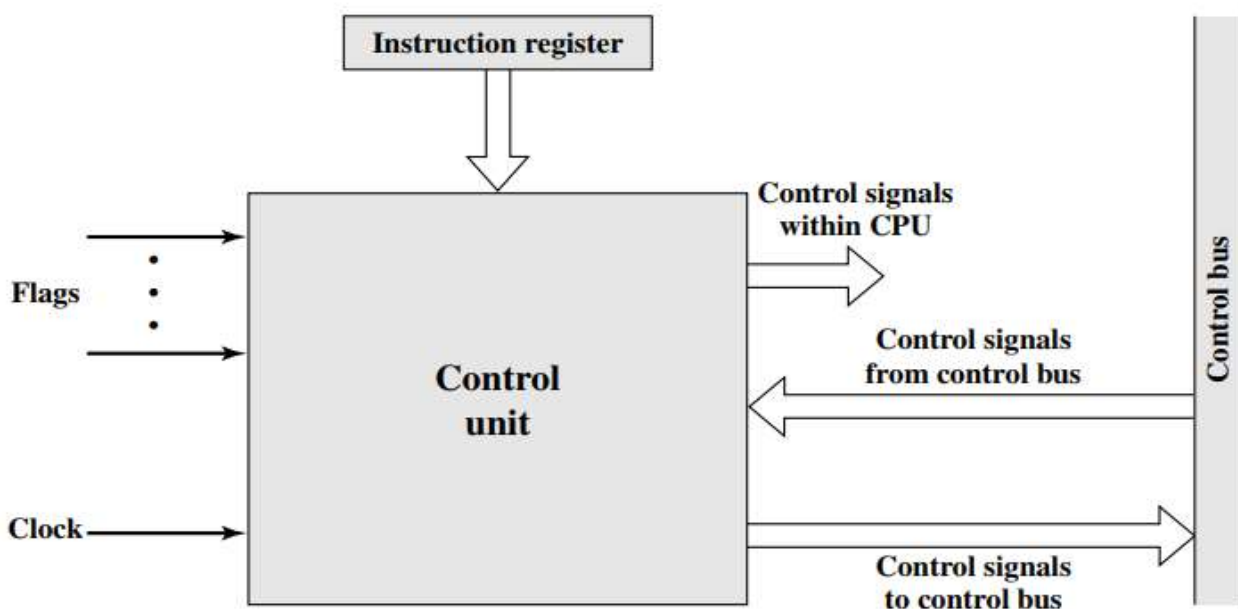 Instruction register
Control signals
within CPU
Flags
Control signals
from control bus
Control
unit
Control bus
Clock
Control signals
to control bus